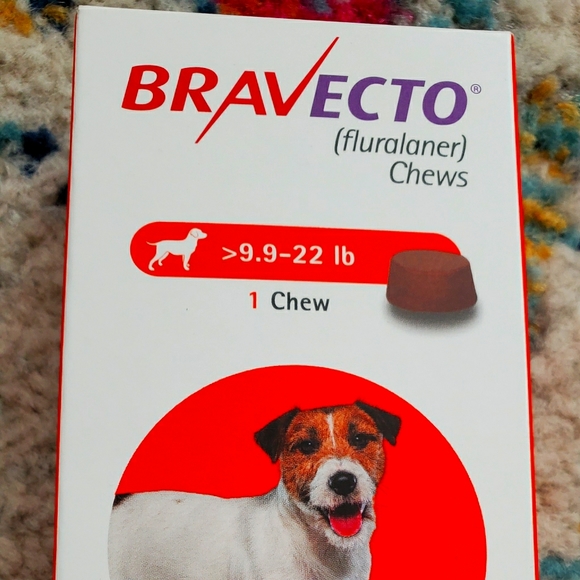 BRAVECTO®
(fluralaner)
Chews
>9.9-22 lb
1 Chew